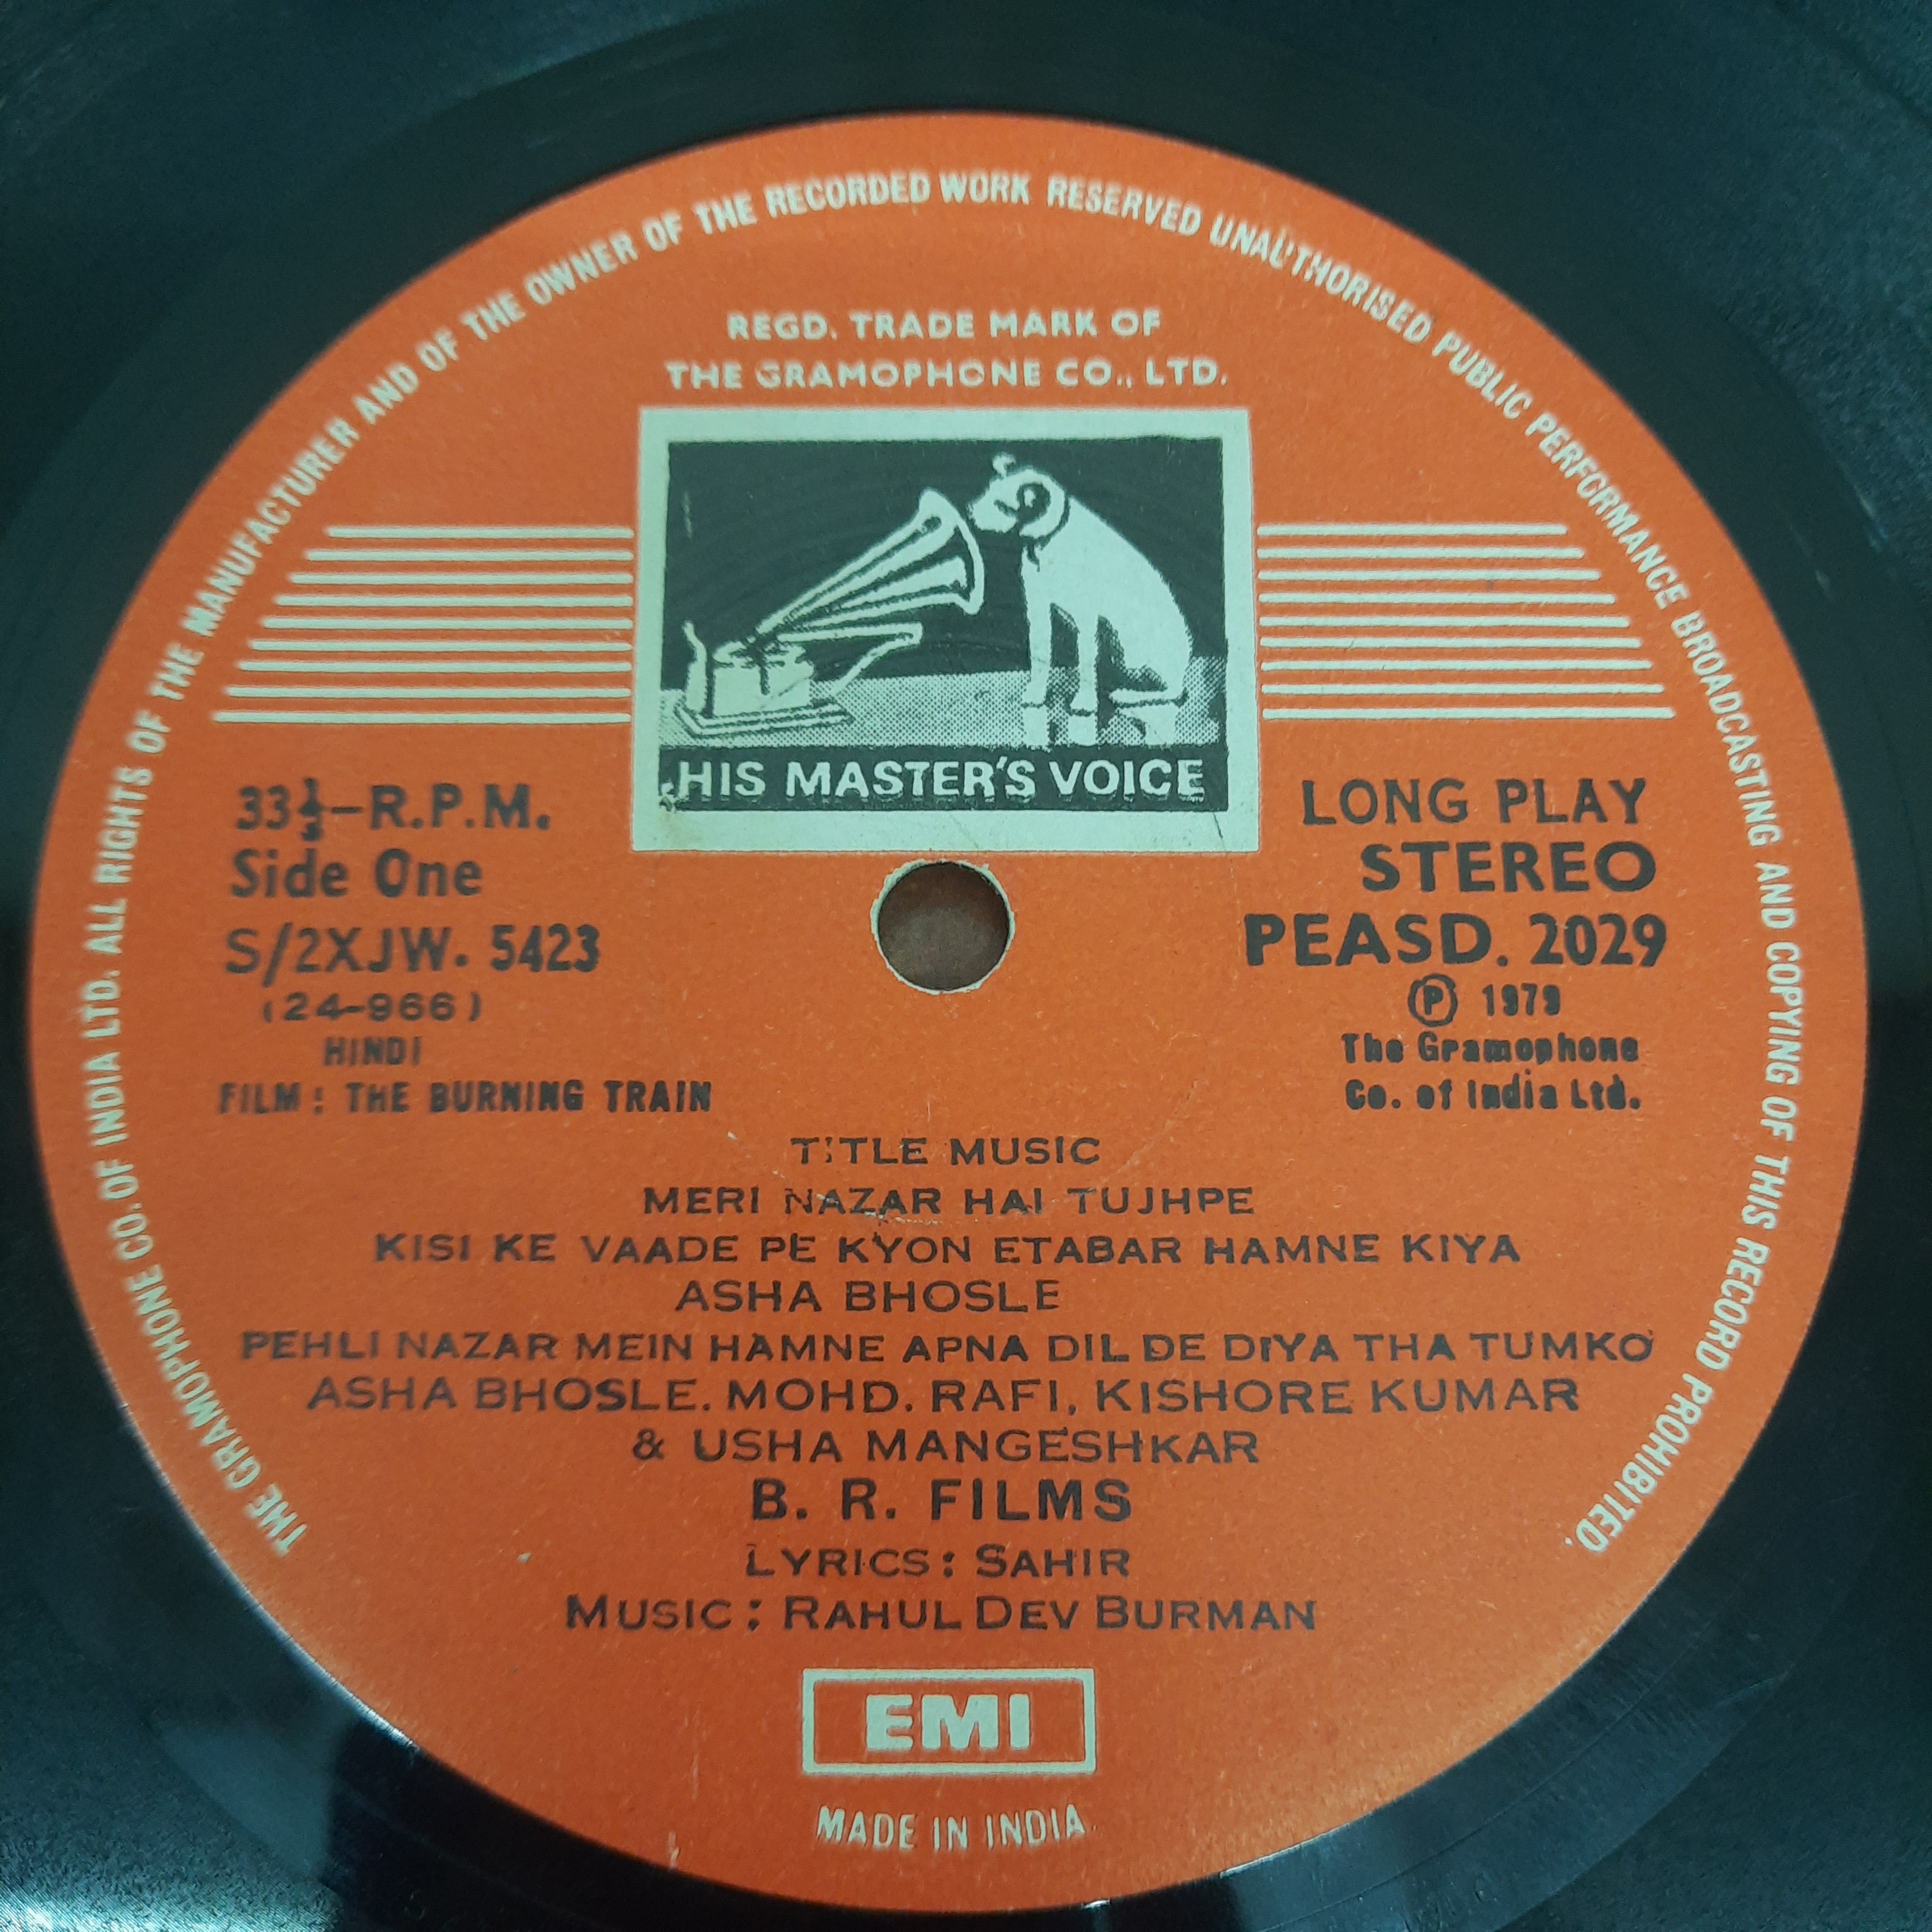 THE GRAMOPHONE CO. OF INDIA LTD. ALL RIGHTS OF THE MANUFACTURER AND OF THE OWNER OF THE RECORDED WORK RESERVED UNAUTHORISED PUBLIC PERFORMANCE BROADCASTING AND COPYING OF THIS RECORD PROHIBITED.
REGD. TRADE MARK OF
THE GRAMOPHONE CO., LTD.
HIS MASTER'S VOICE
33⅓-R.P.M.
Side One
S/2XJW. 5423
(24-966)
HINDI
FILM : THE BURNING TRAIN
LONG PLAY
STEREO
PEASD. 2029
Ⓟ 1979
The Gramophone
Co. of India Ltd.
TITLE MUSIC
MERI NAZAR HAI TUJHPE
KISI KE VAADE PE KYON ETABAR HAMNE KIYA
ASHA BHOSLE
PEHLI NAZAR MEIN HAMNE APNA DIL DE DIYA THA TUMKO
ASHA BHOSLE. MOHD. RAFI, KISHORE KUMAR
& USHA MANGESHKAR
B. R. FILMS
LYRICS : SAHIR
MUSIC : RAHUL DEV BURMAN
EMI
MADE IN INDIA